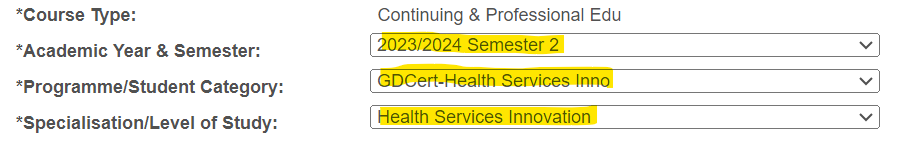 *Course Type: Continuing & Professional Edu
*Academic Year & Semester: 2023/2024 Semester 2
*Programme/Student Category: GDCert-Health Services Inno
*Specialisation/Level of Study: Health Services Innovation